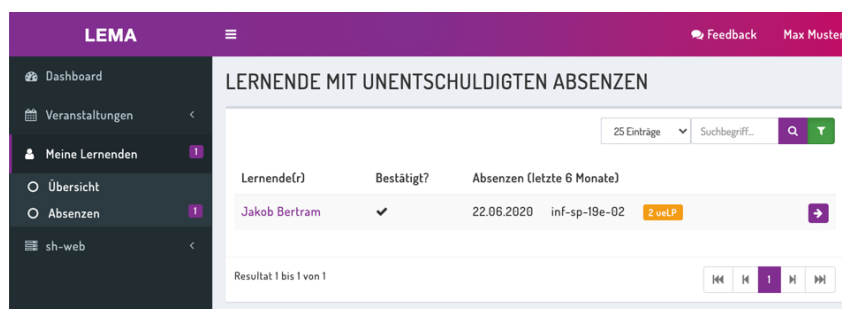 LEMA
Feedback
Max Muster
Dashboard
Veranstaltungen
Meine Lernenden 1
Übersicht
Absenzen 1
sh-web
LERNENDE MIT UNENTSCHULDIGTEN ABSENZEN
25 Einträge
Suchbegriff...
Lernende(r) Bestätigt? Absenzen (letzte 6 Monate)
Jakob Bertram 22.06.2020 inf-sp-19e-02 2 ueLP
Resultat 1 bis 1 von 1
1